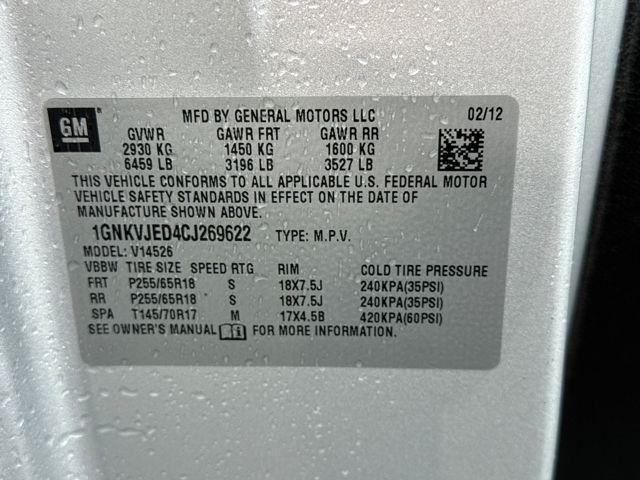 GM
MFD BY GENERAL MOTORS LLC 02/12
GVWR GAWR FRT GAWR RR
2930 KG 1450 KG 1600 KG
6459 LB 3196 LB 3527 LB
THIS VEHICLE CONFORMS TO ALL APPLICABLE U.S. FEDERAL MOTOR
VEHICLE SAFETY STANDARDS IN EFFECT ON THE DATE OF
MANUFACTURE SHOWN ABOVE.
1GNKVJED4CJ269622 TYPE: M.P.V.
MODEL: V14526
VBBW TIRE SIZE SPEED RTG RIM COLD TIRE PRESSURE
FRT P255/65R18 S 18X7.5J 240KPA(35PSI)
RR P255/65R18 S 18X7.5J 240KPA(35PSI)
SPA T145/70R17 M 17X4.5B 420KPA(60PSI)
SEE OWNER'S MANUAL FOR MORE INFORMATION.